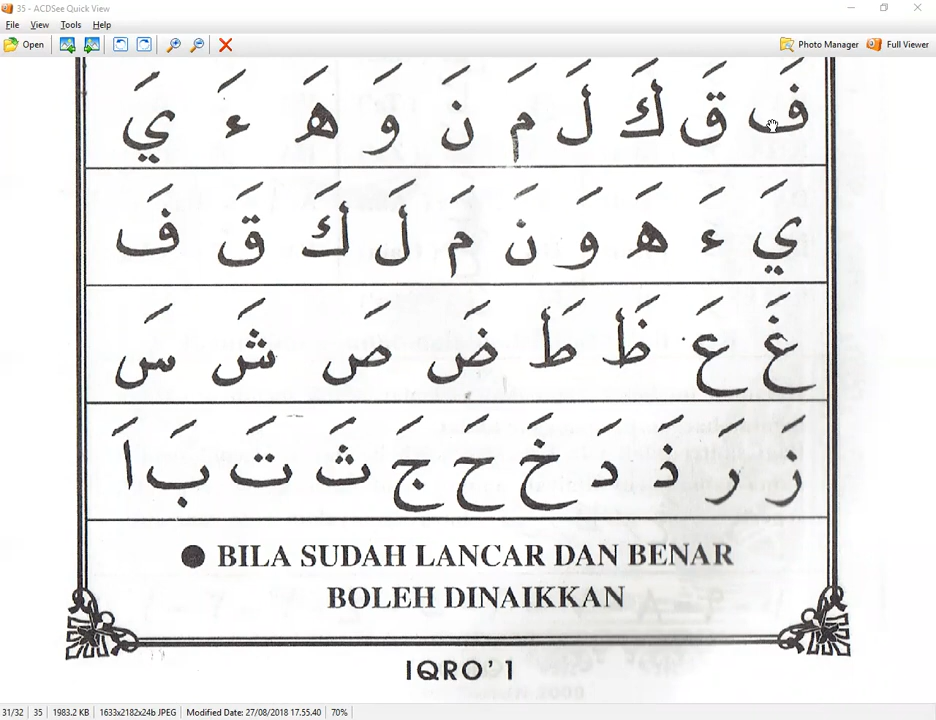 35 - ACDSee Quick View
File View Tools Help
Open Photo Manager Full Viewer
فَ قَ كَ لَ مَ نَ وَ هَ ءَ يَ
يَ ءَ هَ وَ نَ مَ لَ كَ قَ فَ
غَ عَ ظَ طَ ضَ صَ شَ سَ
زَ رَ ذَ دَ خَ حَ جَ ثَ تَ بَ اَ
● BILA SUDAH LANCAR DAN BENAR
BOLEH DINAIKKAN
IQRO' 1
31/32 35 1983.2 KB 1633x2182x24b JPEG Modified Date: 27/08/2018 17.55.40 70%